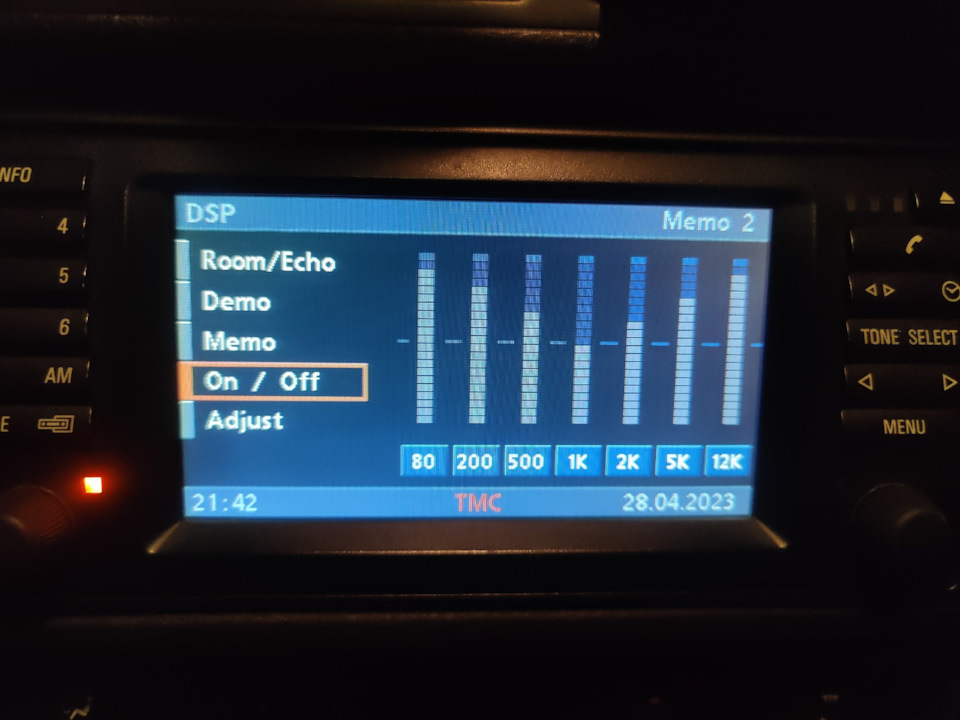 DSP Memo 2
Room/Echo
Demo
Memo
On / Off
Adjust
80 200 500 1K 2K 5K 12K
21:42 TMC 28.04.2023
NFO
4
5
6
AM
E
TONE SELECT
MENU